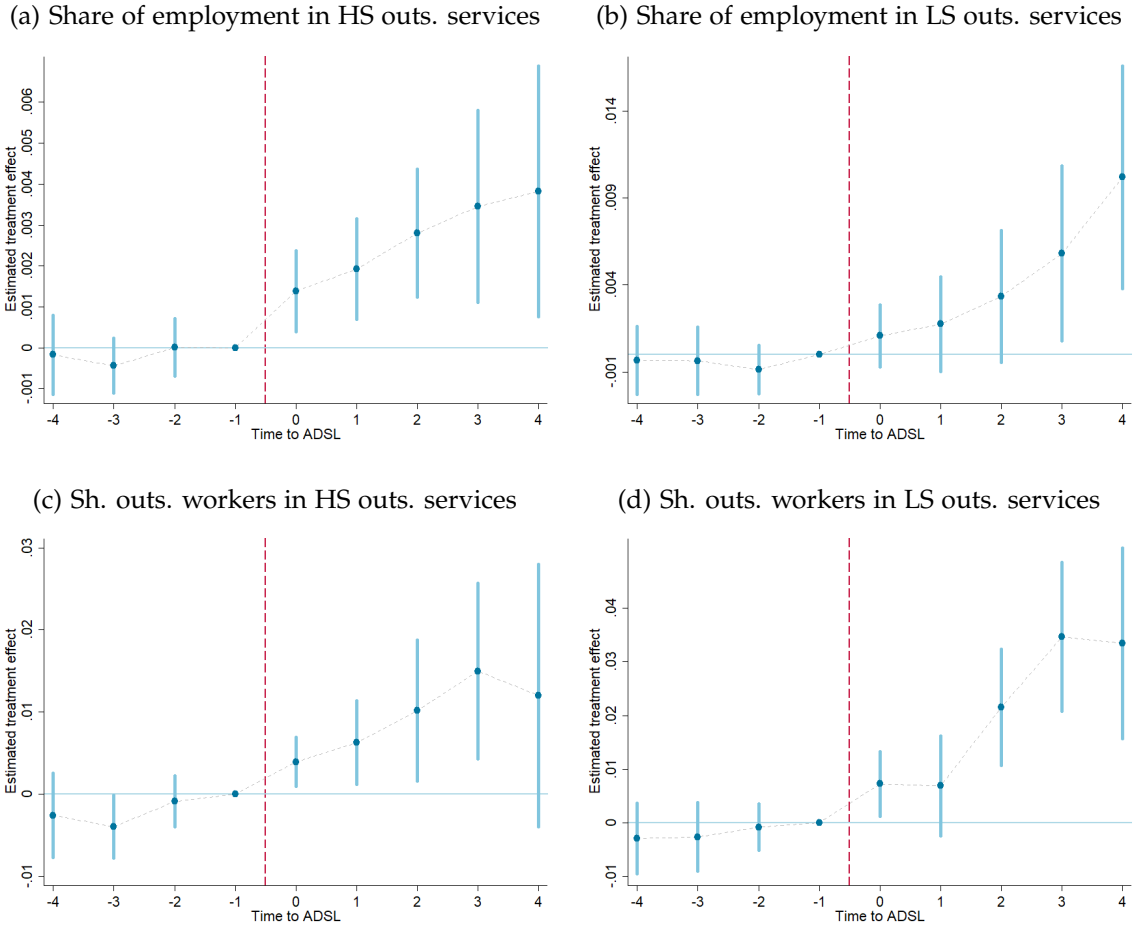 (a) Share of employment in HS outs. services
Estimated treatment effect
.006
.005
.004
.003
.002
.001
0
-.001
-4 -3 -2 -1 0 1 2 3 4
Time to ADSL
(b) Share of employment in LS outs. services
Estimated treatment effect
.014
.009
.004
-.001
-4 -3 -2 -1 0 1 2 3 4
Time to ADSL
(c) Sh. outs. workers in HS outs. services
Estimated treatment effect
.03
.02
.01
0
-.01
-4 -3 -2 -1 0 1 2 3 4
Time to ADSL
(d) Sh. outs. workers in LS outs. services
Estimated treatment effect
.04
.03
.02
.01
0
-.01
-4 -3 -2 -1 0 1 2 3 4
Time to ADSL